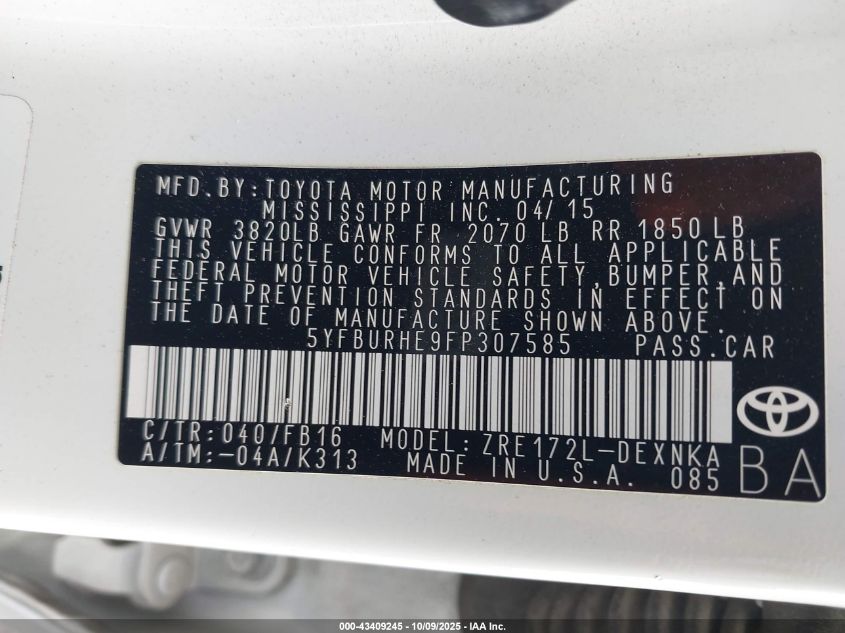 MFD.BY:TOYOTA MOTOR MANUFACTURING
MISSISSIPPI INC. 04/15
GVWR 3820LB GAWR FR 2070 LB RR 1850 LB
THIS VEHICLE CONFORMS TO ALL APPLICABLE
FEDERAL MOTOR VEHICLE SAFETY,BUMPER,AND
THEFT PREVENTION STANDARDS IN EFFECT ON
THE DATE OF MANUFACTURE SHOWN ABOVE.
5YFBURHE9FP307585 PASS.CAR
C/TR:040/FB16 MODEL:ZRE172L-DEXNKA
A/TM:-04A/K313 MADE IN U.S.A. 085 BA
000-43409245 - 10/09/2025 - IAA Inc.